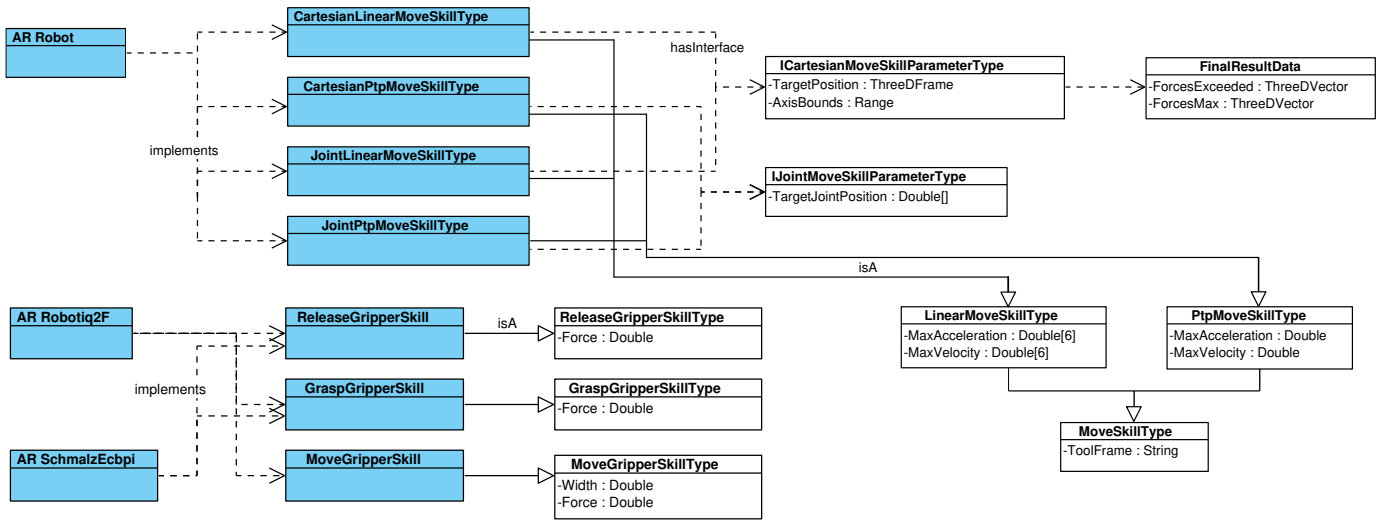 AR Robot
implements
CartesianLinearMoveSkillType
CartesianPtpMoveSkillType
JointLinearMoveSkillType
JointPtpMoveSkillType
hasInterface
ICartesianMoveSkillParameterType
-TargetPosition : ThreeDFrame
-AxisBounds : Range
FinalResultData
-ForcesExceeded : ThreeDVector
-ForcesMax : ThreeDVector
IJointMoveSkillParameterType
-TargetJointPosition : Double[]
isA
LinearMoveSkillType
-MaxAcceleration : Double[6]
-MaxVelocity : Double[6]
PtpMoveSkillType
-MaxAcceleration : Double
-MaxVelocity : Double
MoveSkillType
-ToolFrame : String
AR Robotiq2F
implements
AR SchmalzEcbpi
ReleaseGripperSkill
isA
ReleaseGripperSkillType
-Force : Double
GraspGripperSkill
GraspGripperSkillType
-Force : Double
MoveGripperSkill
MoveGripperSkillType
-Width : Double
-Force : Double